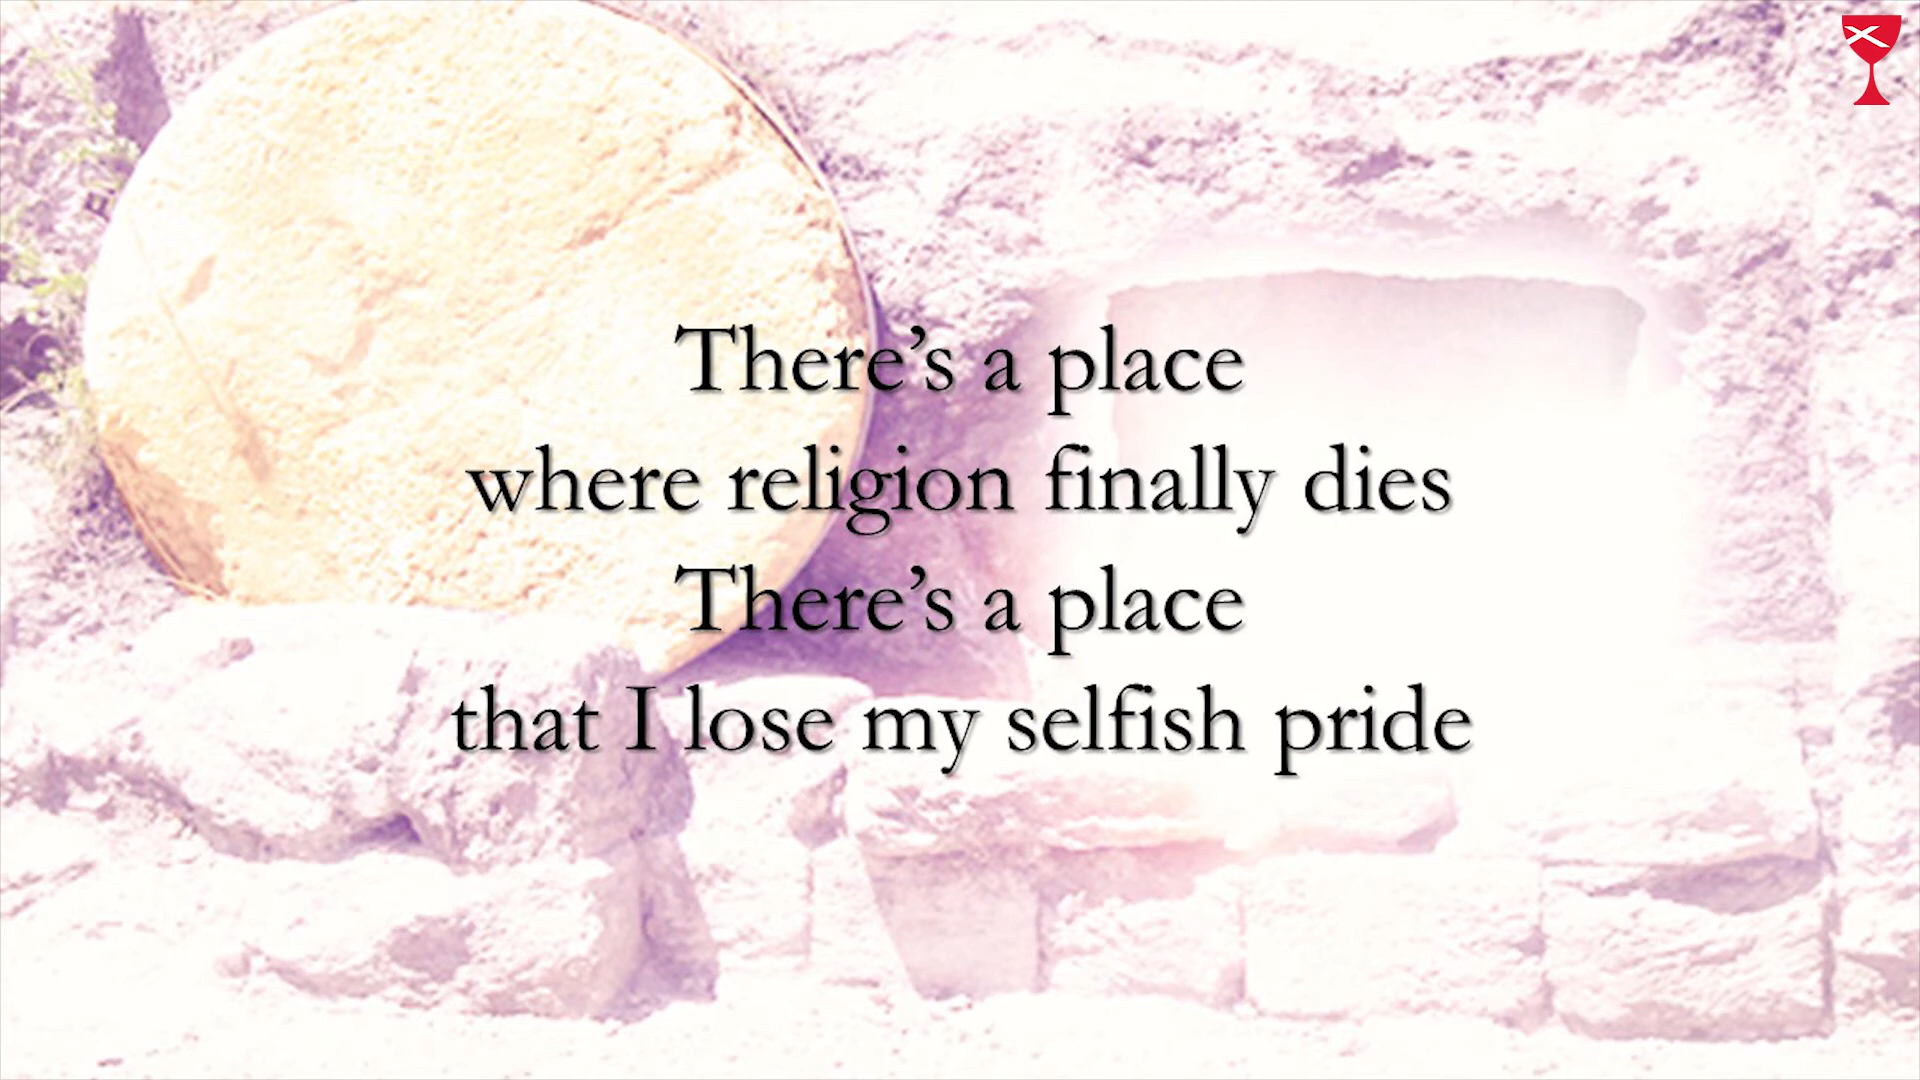 There’s a place
where religion finally dies
There’s a place
that I lose my selfish pride